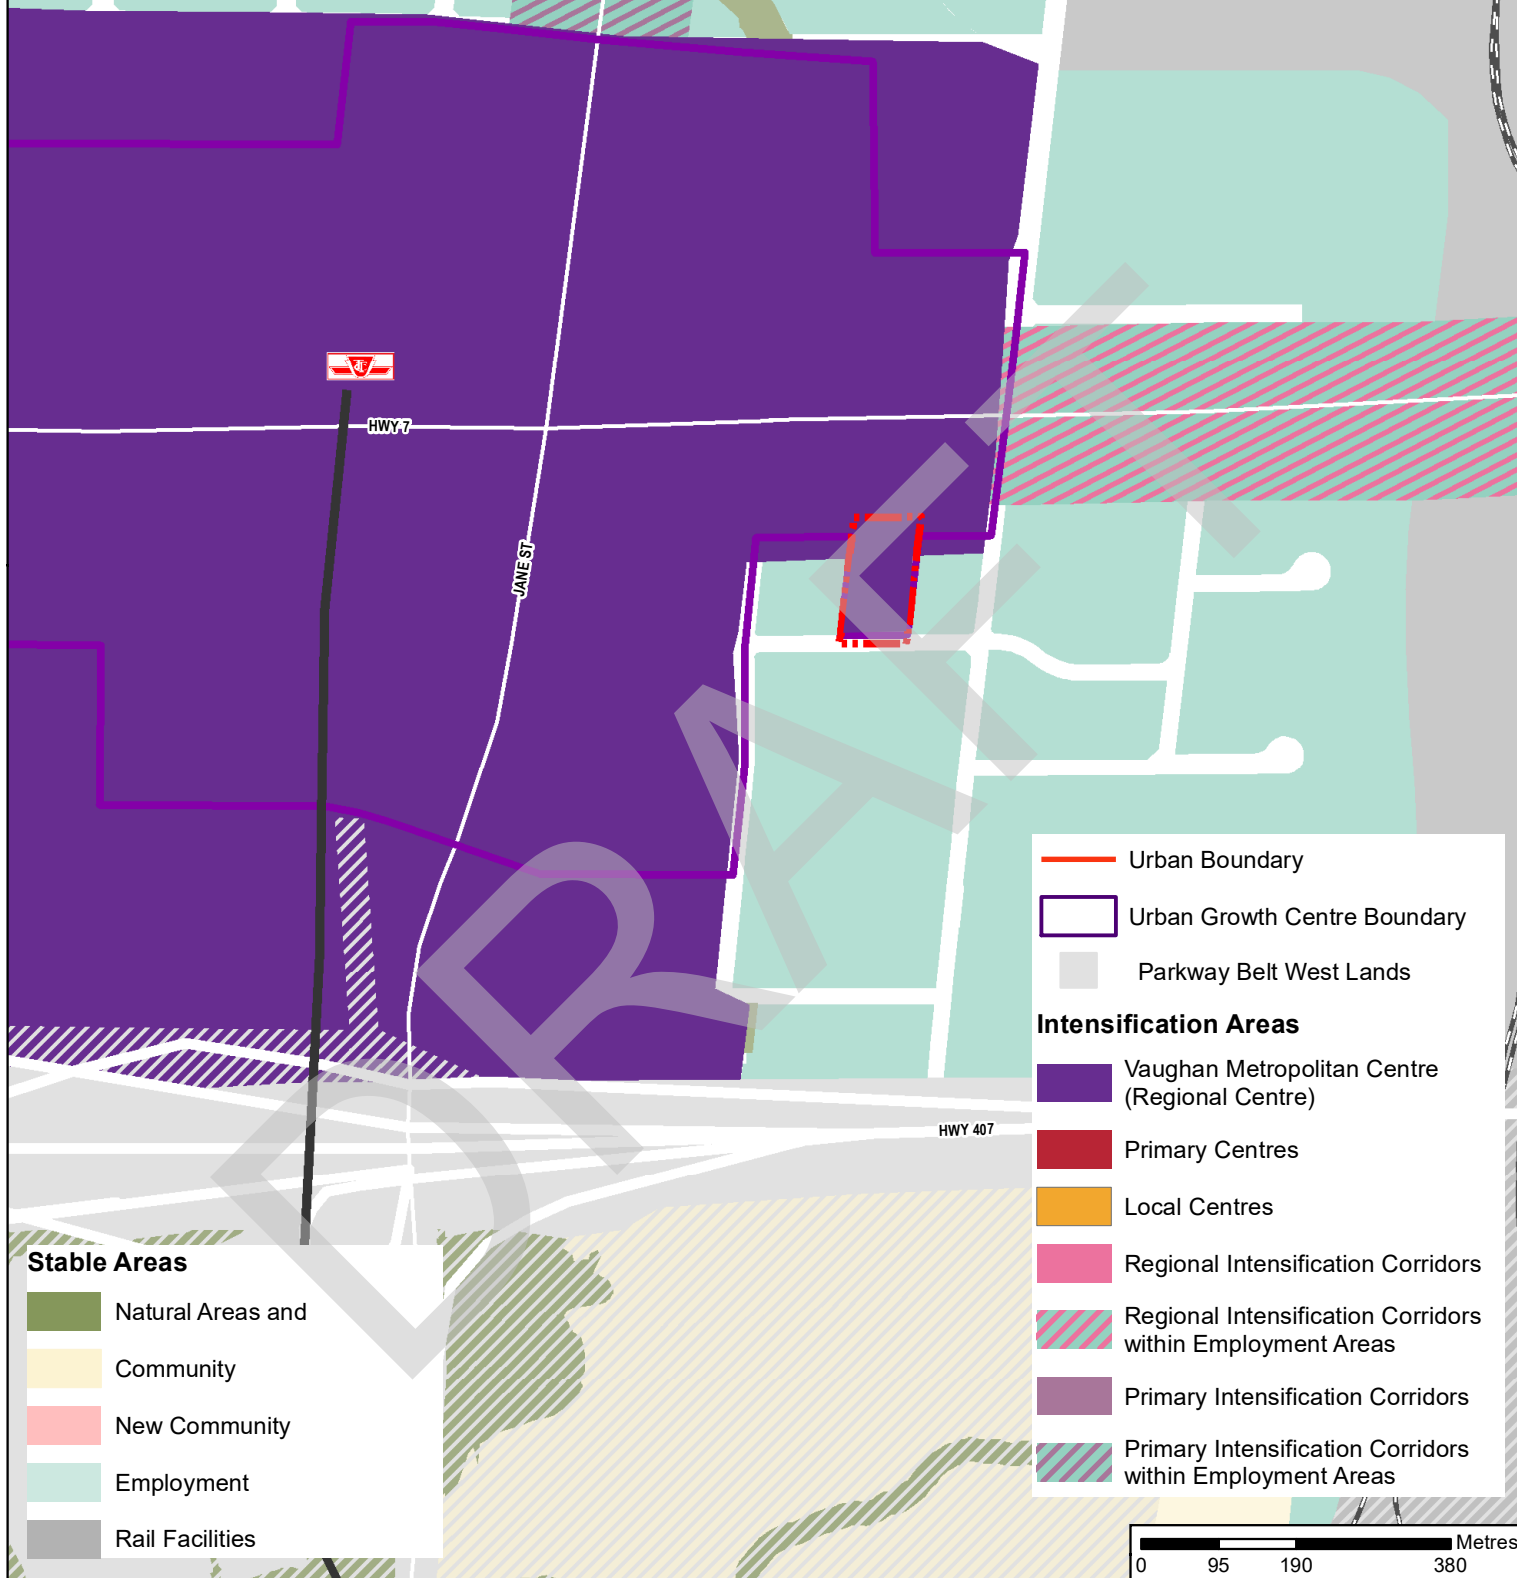 HWY 7
JANE ST
HWY 407
DRAFT
Urban Boundary
Urban Growth Centre Boundary
Parkway Belt West Lands
Intensification Areas
Vaughan Metropolitan Centre
(Regional Centre)
Primary Centres
Local Centres
Regional Intensification Corridors
Regional Intensification Corridors
within Employment Areas
Primary Intensification Corridors
Primary Intensification Corridors
within Employment Areas
Stable Areas
Natural Areas and
Community
New Community
Employment
Rail Facilities
Metres
0 95 190 380